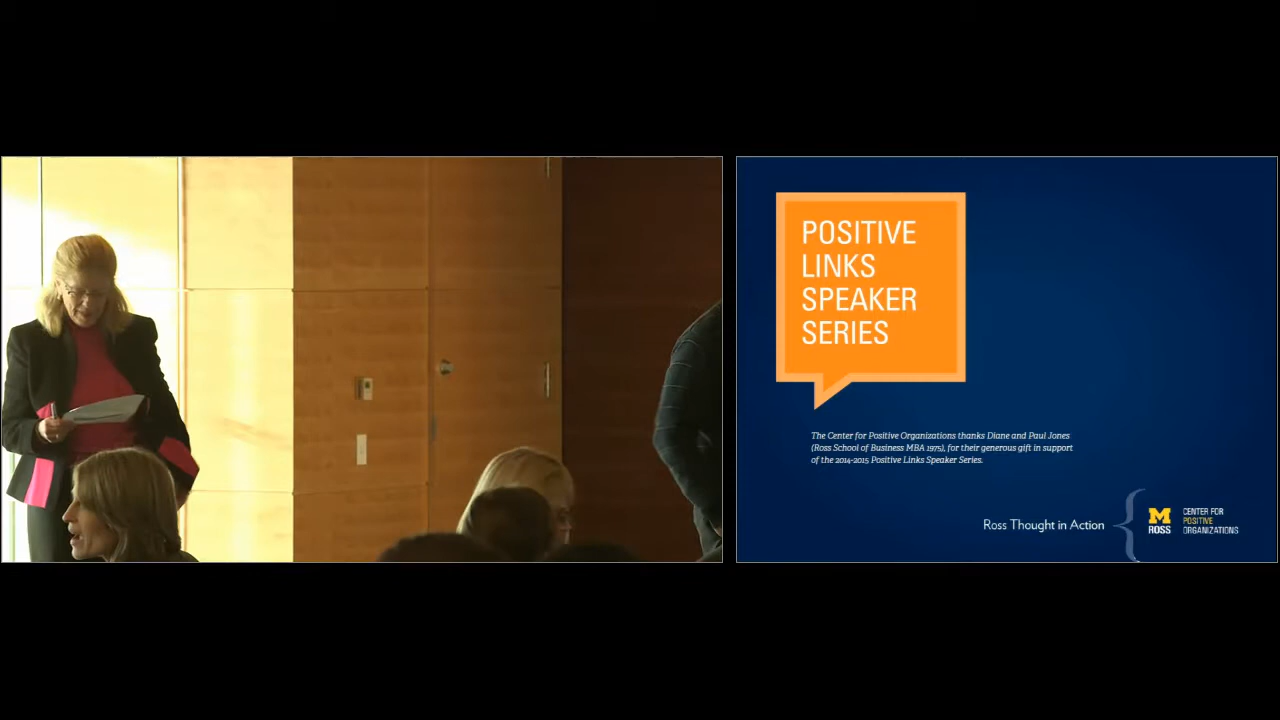 POSITIVE
LINKS
SPEAKER
SERIES
The Center for Positive Organizations thanks Diane and Paul Jones
(Ross School of Business MBA 1975), for their generous gift in support
of the 2014-2015 Positive Links Speaker Series.
Ross Thought in Action
M
ROSS
CENTER FOR
POSITIVE
ORGANIZATIONS